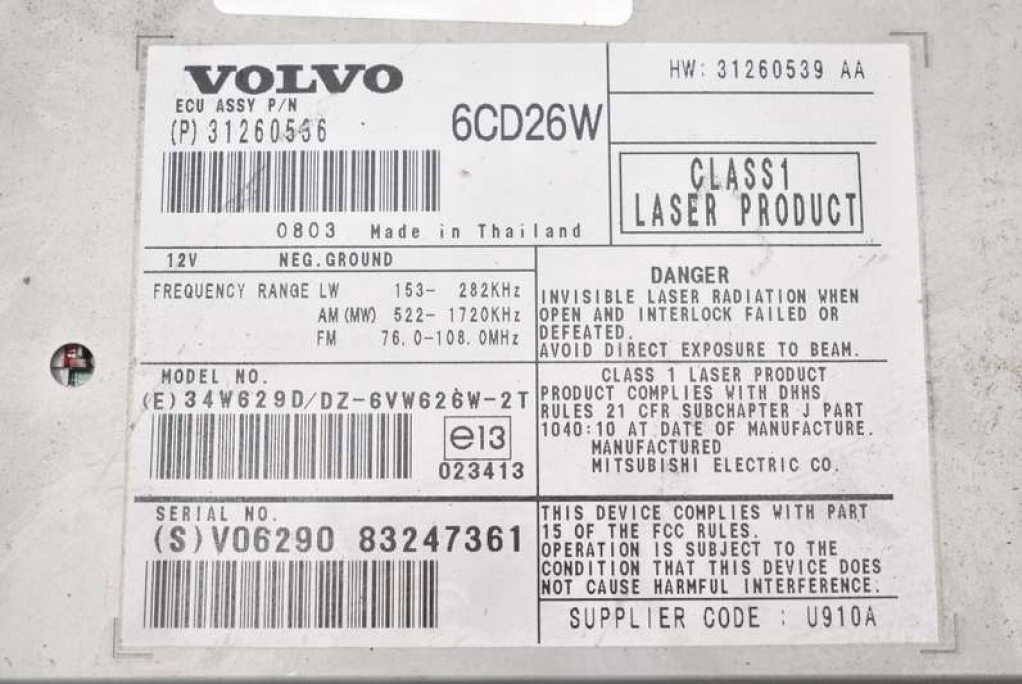 VOLVO
ECU ASSY P/N
(P) 31260536
6CD26W
HW: 31260539 AA
CLASS1
LASER PRODUCT
0803 Made in Thailand
12V NEG.GROUND
FREQUENCY RANGE LW 153- 282KHz
AM (MW) 522- 1720KHz
FM 76.0-108.0MHz
DANGER
INVISIBLE LASER RADIATION WHEN
OPEN AND INTERLOCK FAILED OR
DEFEATED.
AVOID DIRECT EXPOSURE TO BEAM.
MODEL NO.
(E) 34W629D/DZ-6VW626W-2T
e13
023413
CLASS 1 LASER PRODUCT
PRODUCT COMPLIES WITH DHHS
RULES 21 CFR SUBCHAPTER J PART
1040:10 AT DATE OF MANUFACTURE.
MANUFACTURED
MITSUBISHI ELECTRIC CO.
SERIAL NO.
(S) V06290 83247361
THIS DEVICE COMPLIES WITH PART
15 OF THE FCC RULES.
OPERATION IS SUBJECT TO THE
CONDITION THAT THIS DEVICE DOES
NOT CAUSE HARMFUL INTERFERENCE.
SUPPLIER CODE : U910A